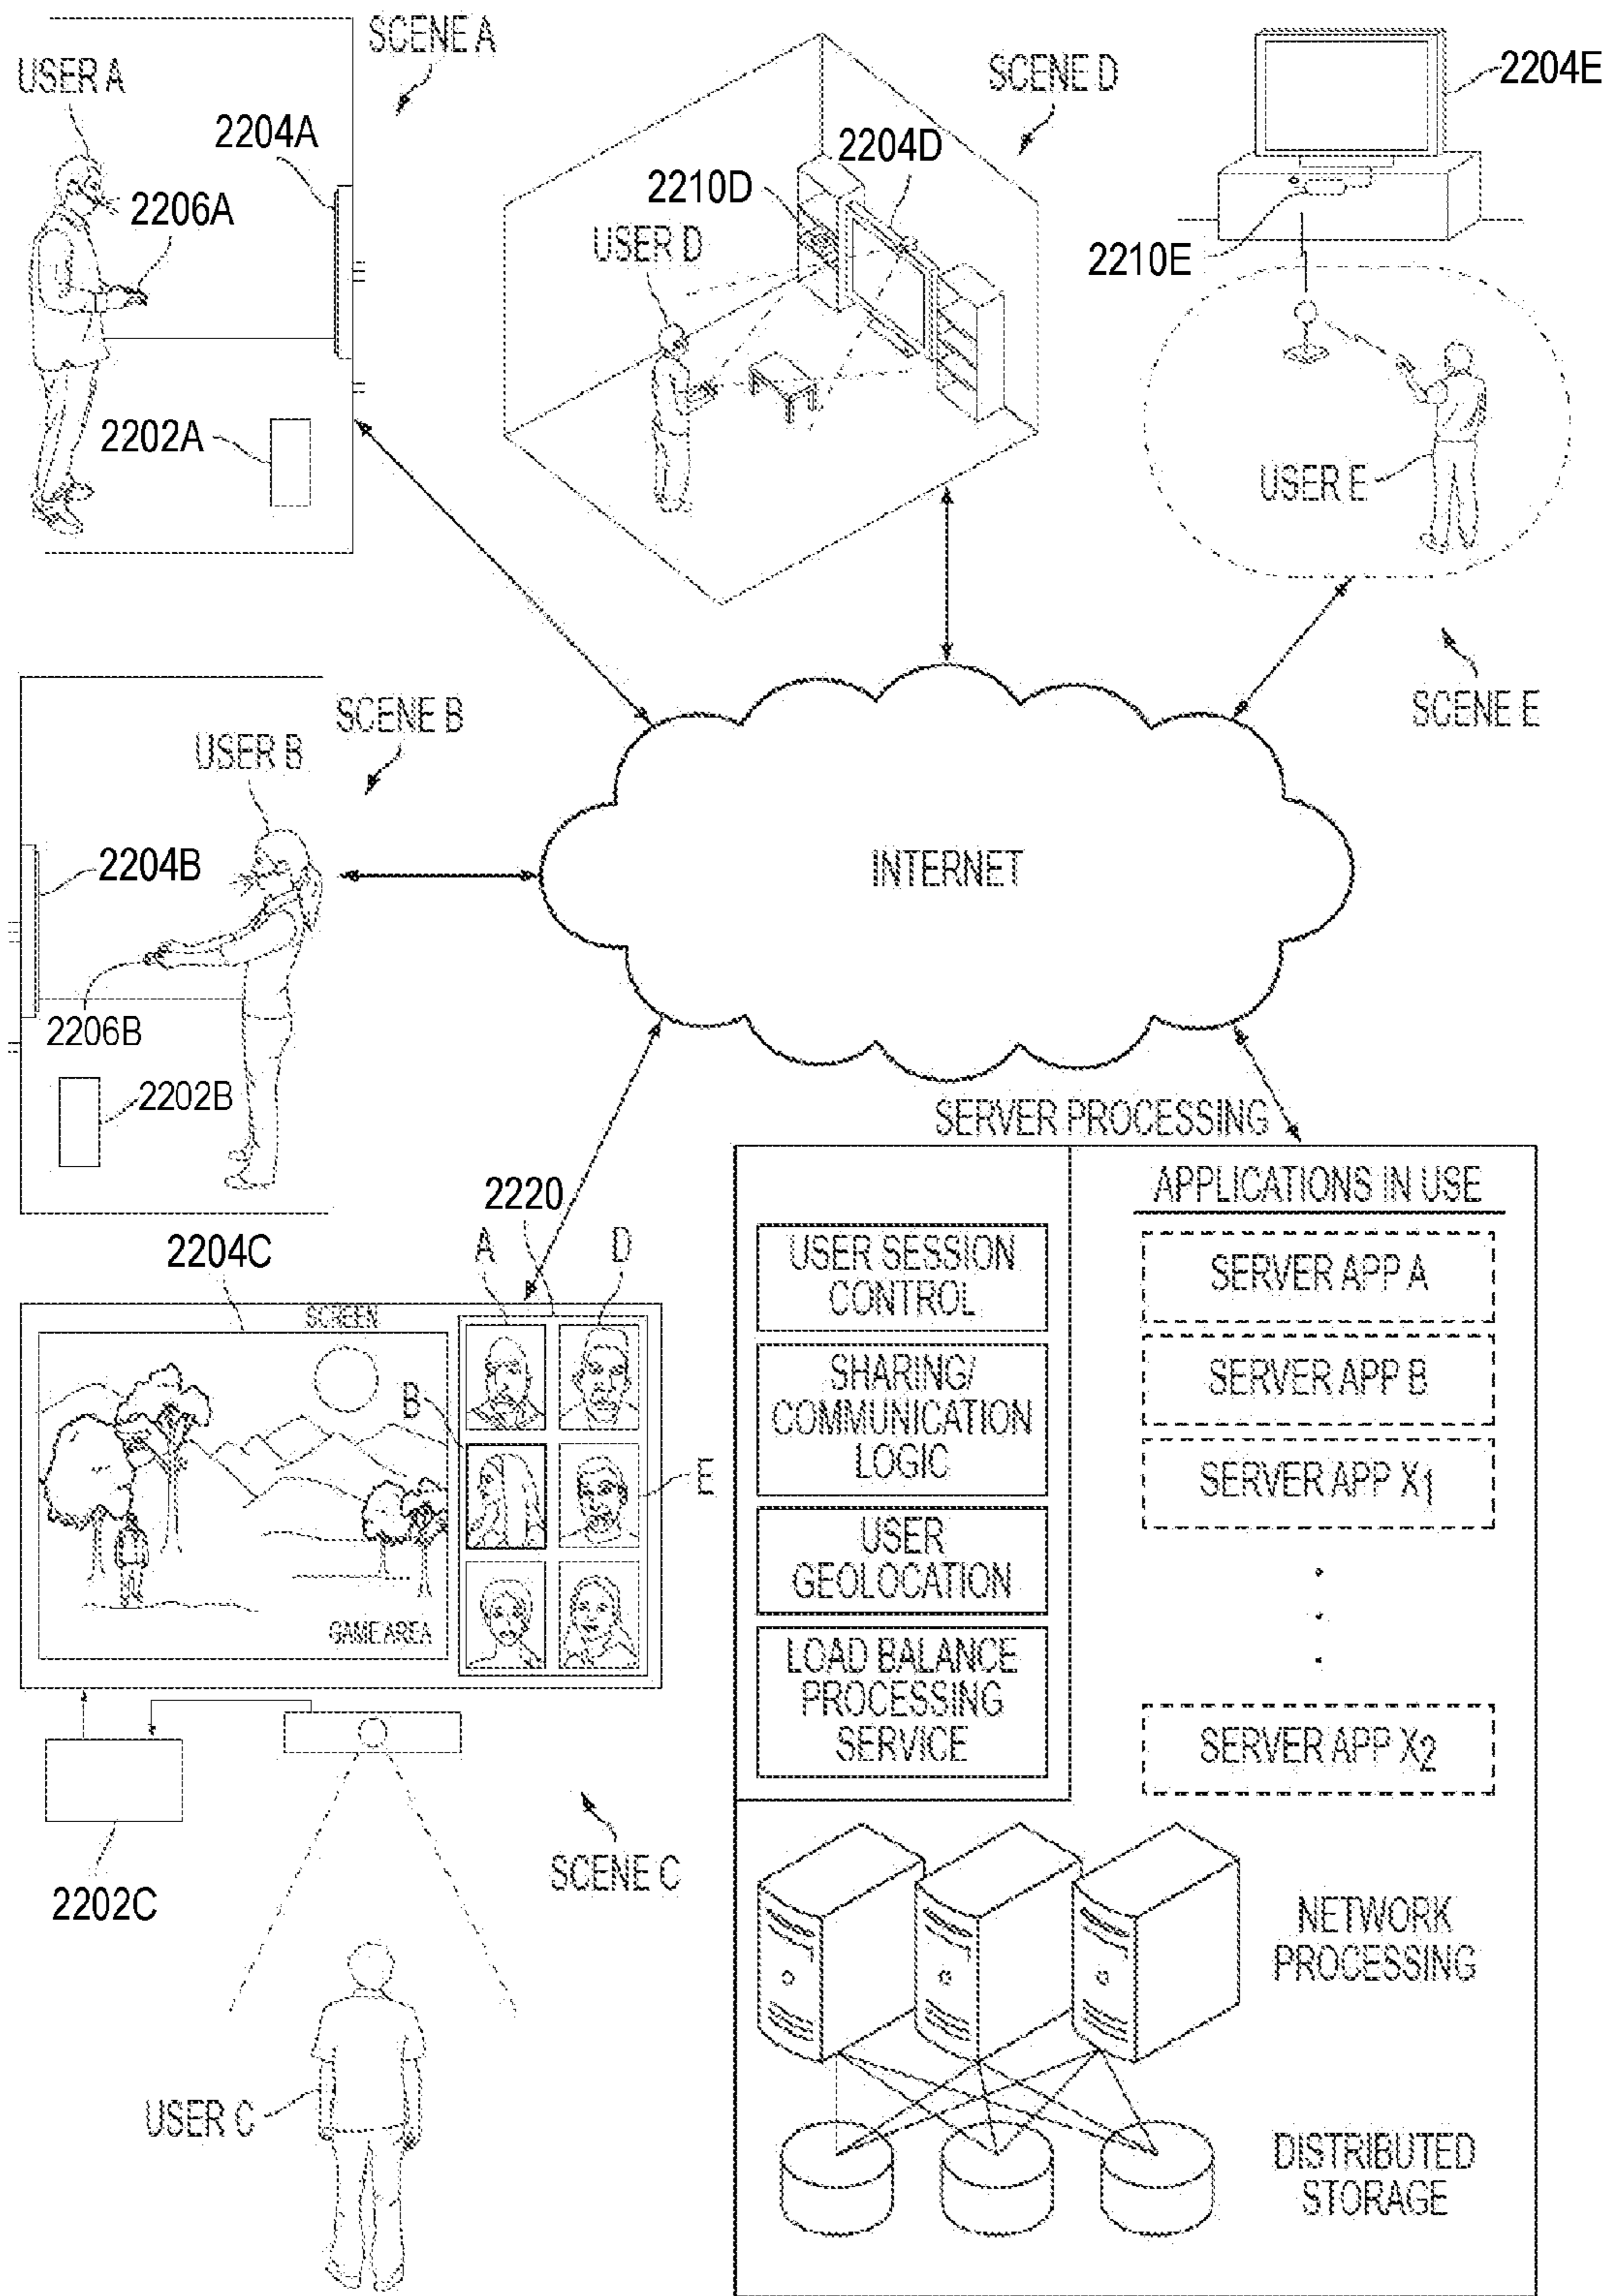 SCENE A
USER A
2204A
2206A
2202A
SCENE D
2204D
2210D
USER D
2204E
2210E
USER E
SCENE E
SCENE B
USER B
2204B
2206B
2202B
INTERNET
SERVER PROCESSING
2220
A
D
2204C
SCREEN
B
E
GAME AREA
2202C
SCENE C
USER C
USER SESSION
CONTROL
SHARING/
COMMUNICATION
LOGIC
USER
GEOLOCATION
LOAD BALANCE
PROCESSING
SERVICE
APPLICATIONS IN USE
SERVER APP A
SERVER APP B
SERVER APP X1
SERVER APP X2
NETWORK
PROCESSING
DISTRIBUTED
STORAGE